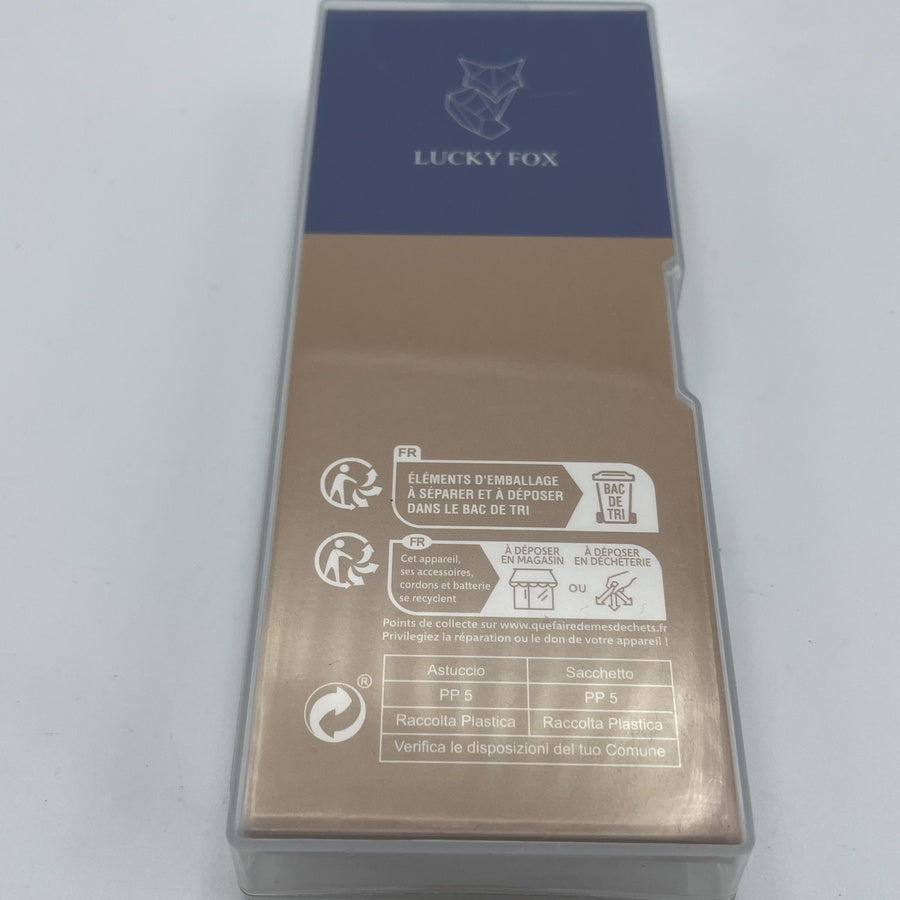 LUCKY FOX
FR
ÉLÉMENTS D'EMBALLAGE
À SÉPARER ET À DÉPOSER
DANS LE BAC DE TRI
BAC
DE
TRI
FR
Cet appareil,
ses accessoires,
cordons et batterie
se recyclent
À DÉPOSER
EN MAGASIN
OU
À DÉPOSER
EN DÉCHÈTERIE
Points de collecte sur www.quefairedemesdechets.fr
Privilegiez la réparation ou le don de votre appareil !
®
Astuccio Sacchetto
PP 5 PP 5
Raccolta Plastica Raccolta Plastica
Verifica le disposizioni del tuo Comune